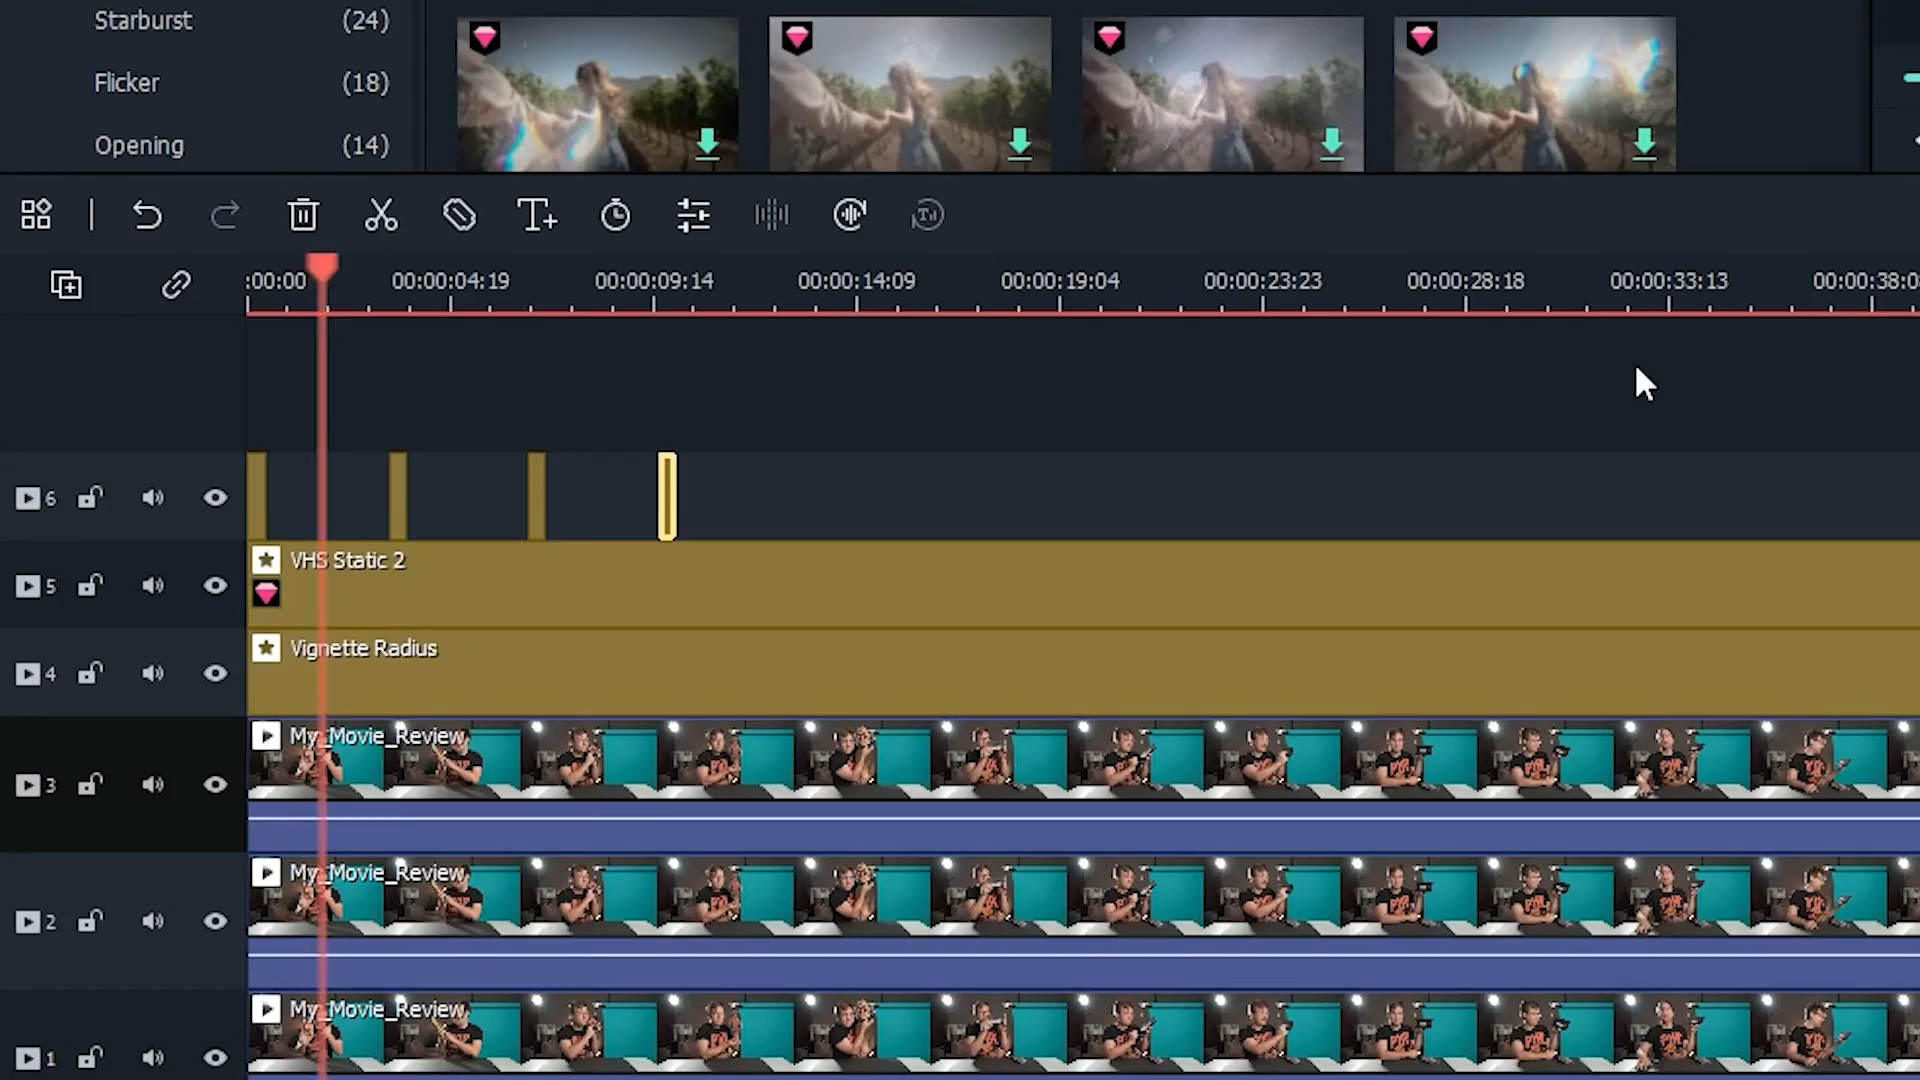 Starburst (24)
Flicker (18)
Opening (14)
:00:00 00:00:04:19 00:00:09:14 00:00:14:09 00:00:19:04 00:00:23:23 00:00:28:18 00:00:33:13 00:00:38:0
6
VHS Static 2
5
Vignette Radius
4
My_Movie_Review
3
My_Movie_Review
2
My_Movie_Review
1